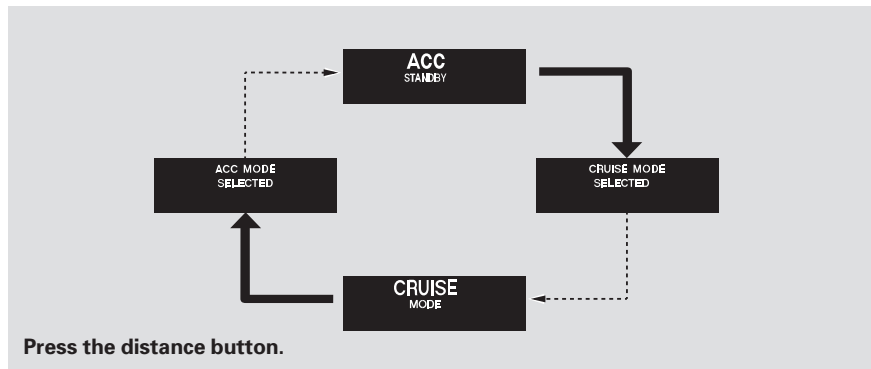 ACC
STANDBY
ACC MODE
SELECTED
CRUISE MODE
SELECTED
CRUISE
MODE
Press the distance button.